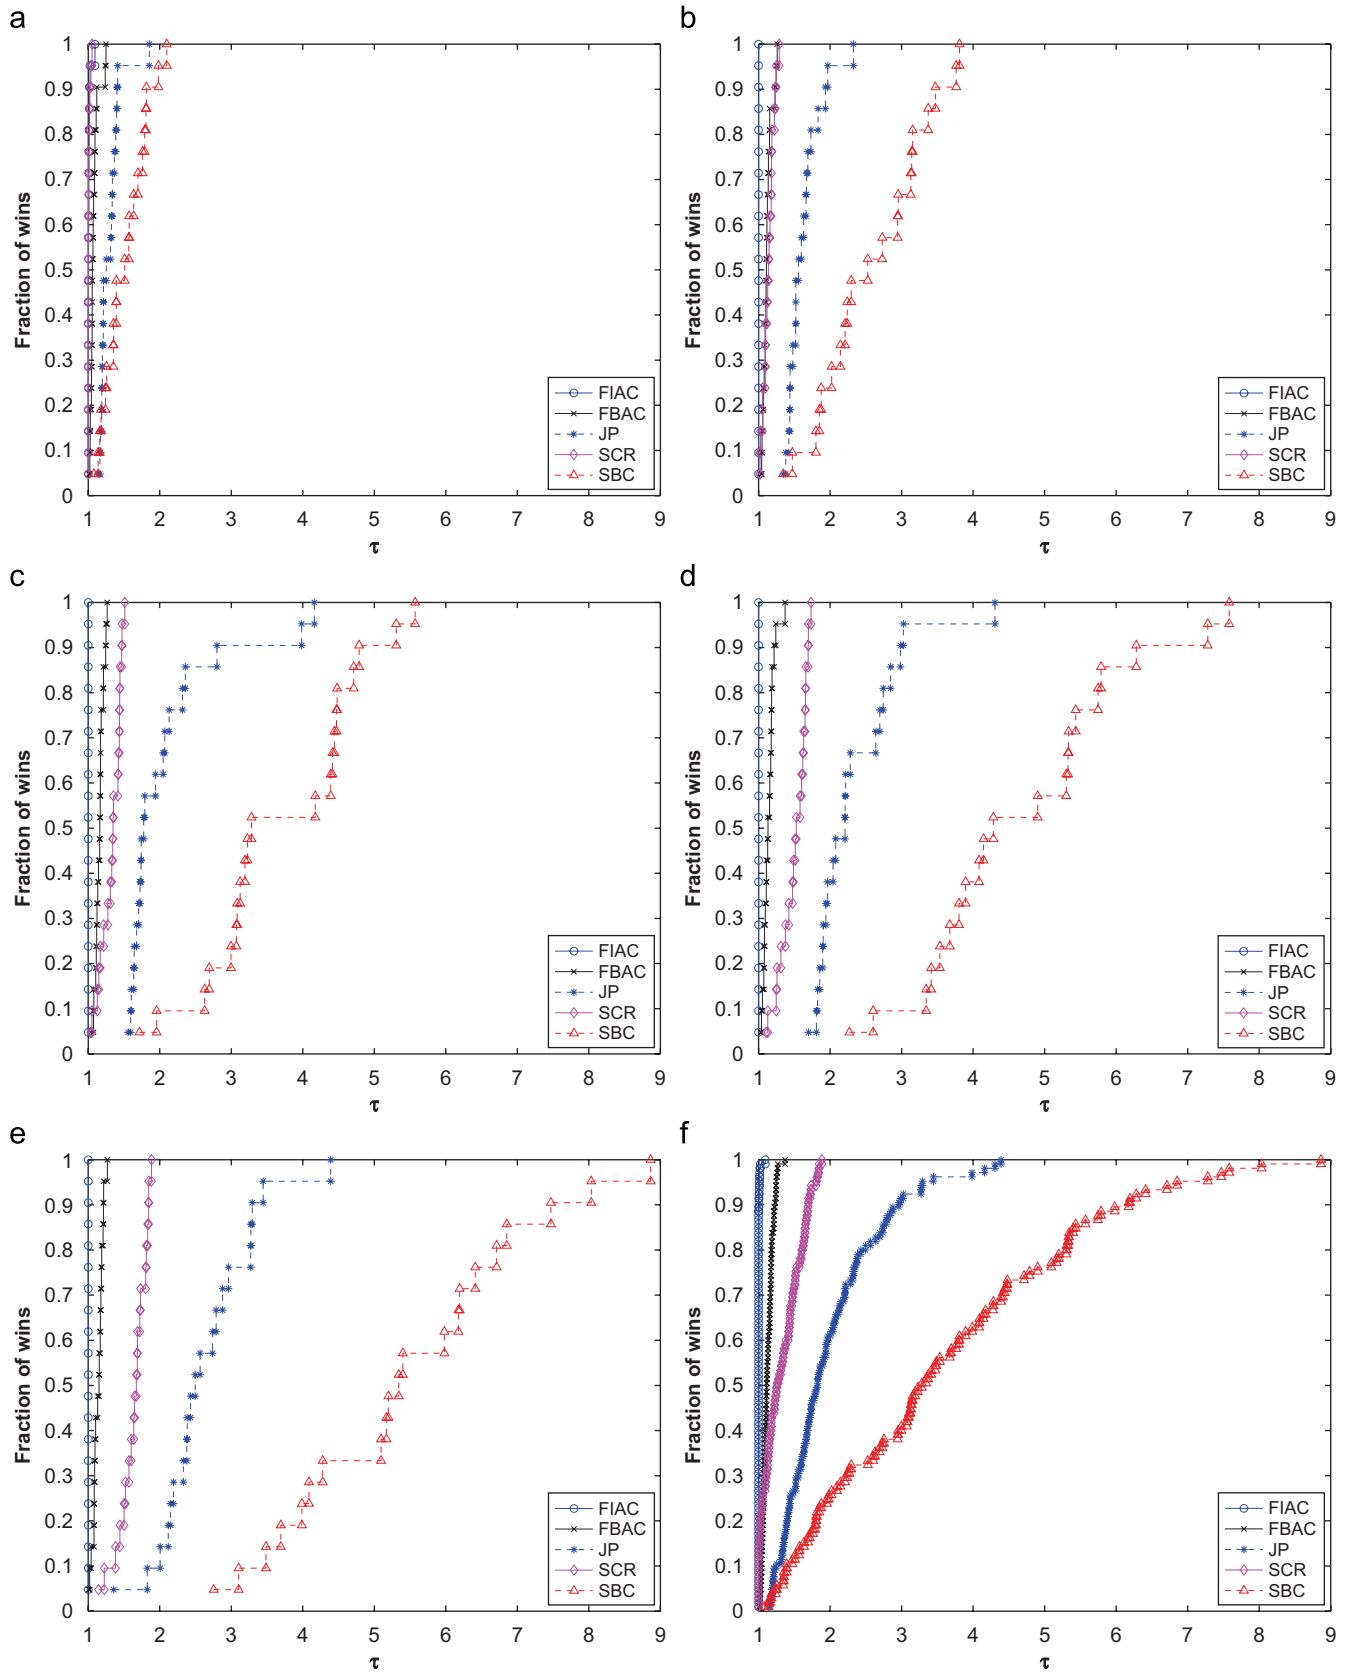 a
1
0.9
0.8
0.7
0.6
0.5
0.4
0.3
0.2
0.1
0
Fraction of wins
FIAC
FBAC
JP
SCR
SBC
1 2 3 4 5 6 7 8 9
τ
b
1
0.9
0.8
0.7
0.6
0.5
0.4
0.3
0.2
0.1
0
Fraction of wins
FIAC
FBAC
JP
SCR
SBC
1 2 3 4 5 6 7 8 9
τ
c
1
0.9
0.8
0.7
0.6
0.5
0.4
0.3
0.2
0.1
0
Fraction of wins
FIAC
FBAC
JP
SCR
SBC
1 2 3 4 5 6 7 8 9
τ
d
1
0.9
0.8
0.7
0.6
0.5
0.4
0.3
0.2
0.1
0
Fraction of wins
FIAC
FBAC
JP
SCR
SBC
1 2 3 4 5 6 7 8 9
τ
e
1
0.9
0.8
0.7
0.6
0.5
0.4
0.3
0.2
0.1
0
Fraction of wins
FIAC
FBAC
JP
SCR
SBC
1 2 3 4 5 6 7 8 9
τ
f
1
0.9
0.8
0.7
0.6
0.5
0.4
0.3
0.2
0.1
0
Fraction of wins
FIAC
FBAC
JP
SCR
SBC
1 2 3 4 5 6 7 8 9
τ